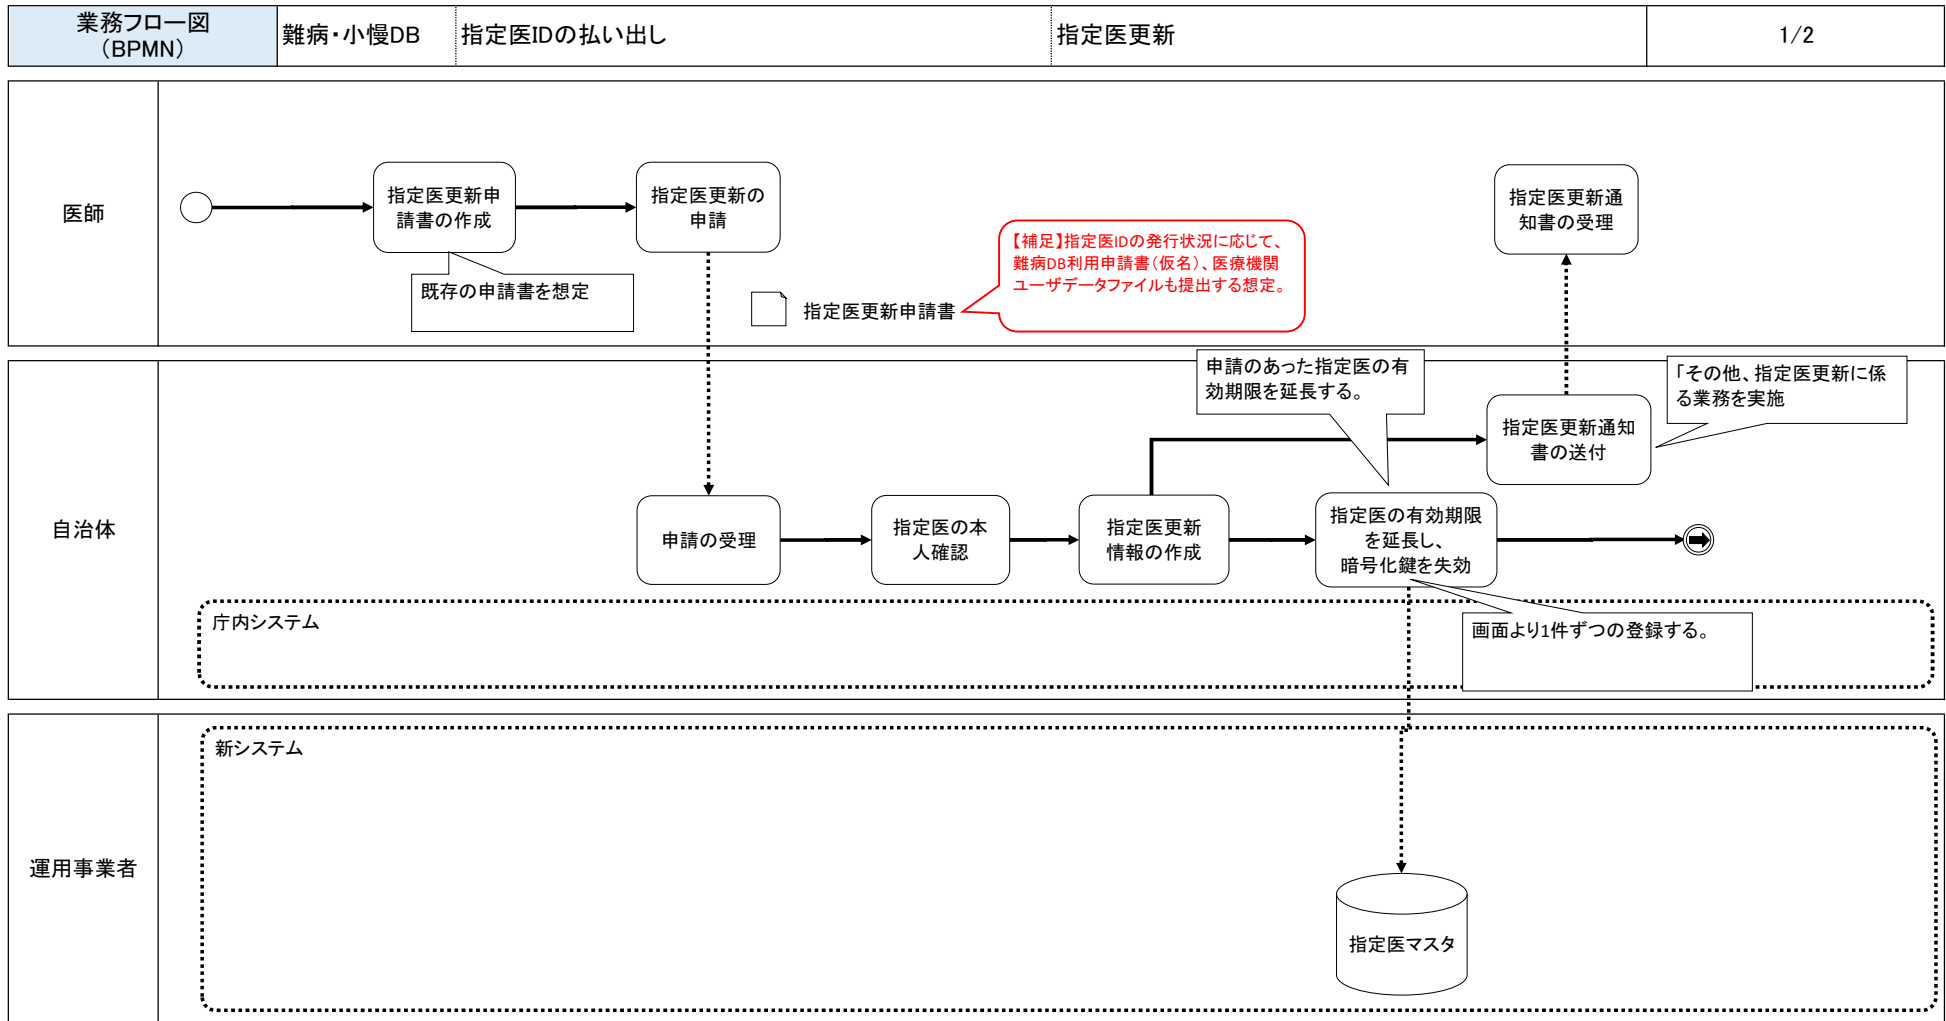 業務フロー図
（BPMN）
難病・小慢DB
指定医IDの払い出し
指定医更新
1/2
医師
指定医更新申
請書の作成
指定医更新の
申請
指定医更新通
知書の受理
既存の申請書を想定
指定医更新申請書
【補足】指定医IDの発行状況に応じて、
難病DB利用申請書（仮名）、医療機関
ユーザデータファイルも提出する想定。
自治体
申請のあった指定医の有
効期限を延長する。
「その他、指定医更新に係
る業務を実施
指定医更新通知
書の送付
申請の受理
指定医の本
人確認
指定医更新
情報の作成
指定医の有効期限
を延長し、
暗号化鍵を失効
庁内システム
画面より1件ずつの登録する。
運用事業者
新システム
指定医マスタ